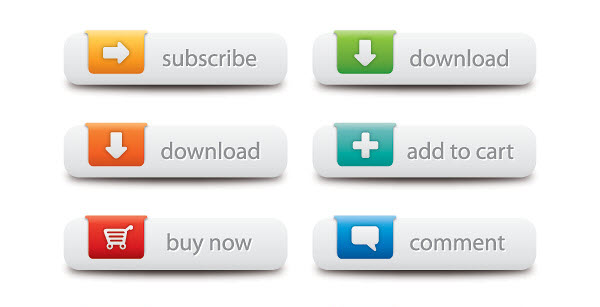 subscribe
download
download
add to cart
buy now
comment